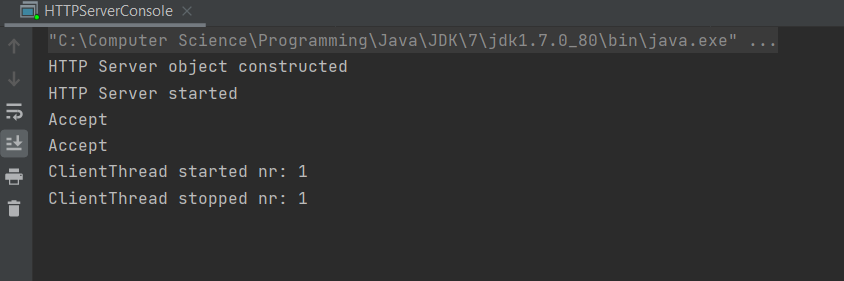 HTTPServerConsole
"C:\Computer Science\Programming\Java\JDK\7\jdk1.7.0_80\bin\java.exe" ...
HTTP Server object constructed
HTTP Server started
Accept
Accept
ClientThread started nr: 1
ClientThread stopped nr: 1